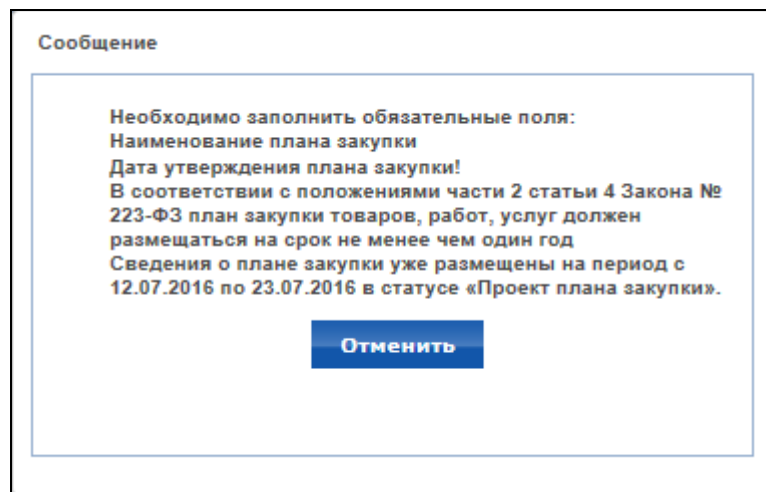 Сообщение
Необходимо заполнить обязательные поля:
Наименование плана закупки
Дата утверждения плана закупки!
В соответствии с положениями части 2 статьи 4 Закона №
223-ФЗ план закупки товаров, работ, услуг должен
размещаться на срок не менее чем один год
Сведения о плане закупки уже размещены на период с
12.07.2016 по 23.07.2016 в статусе «Проект плана закупки».
Отменить